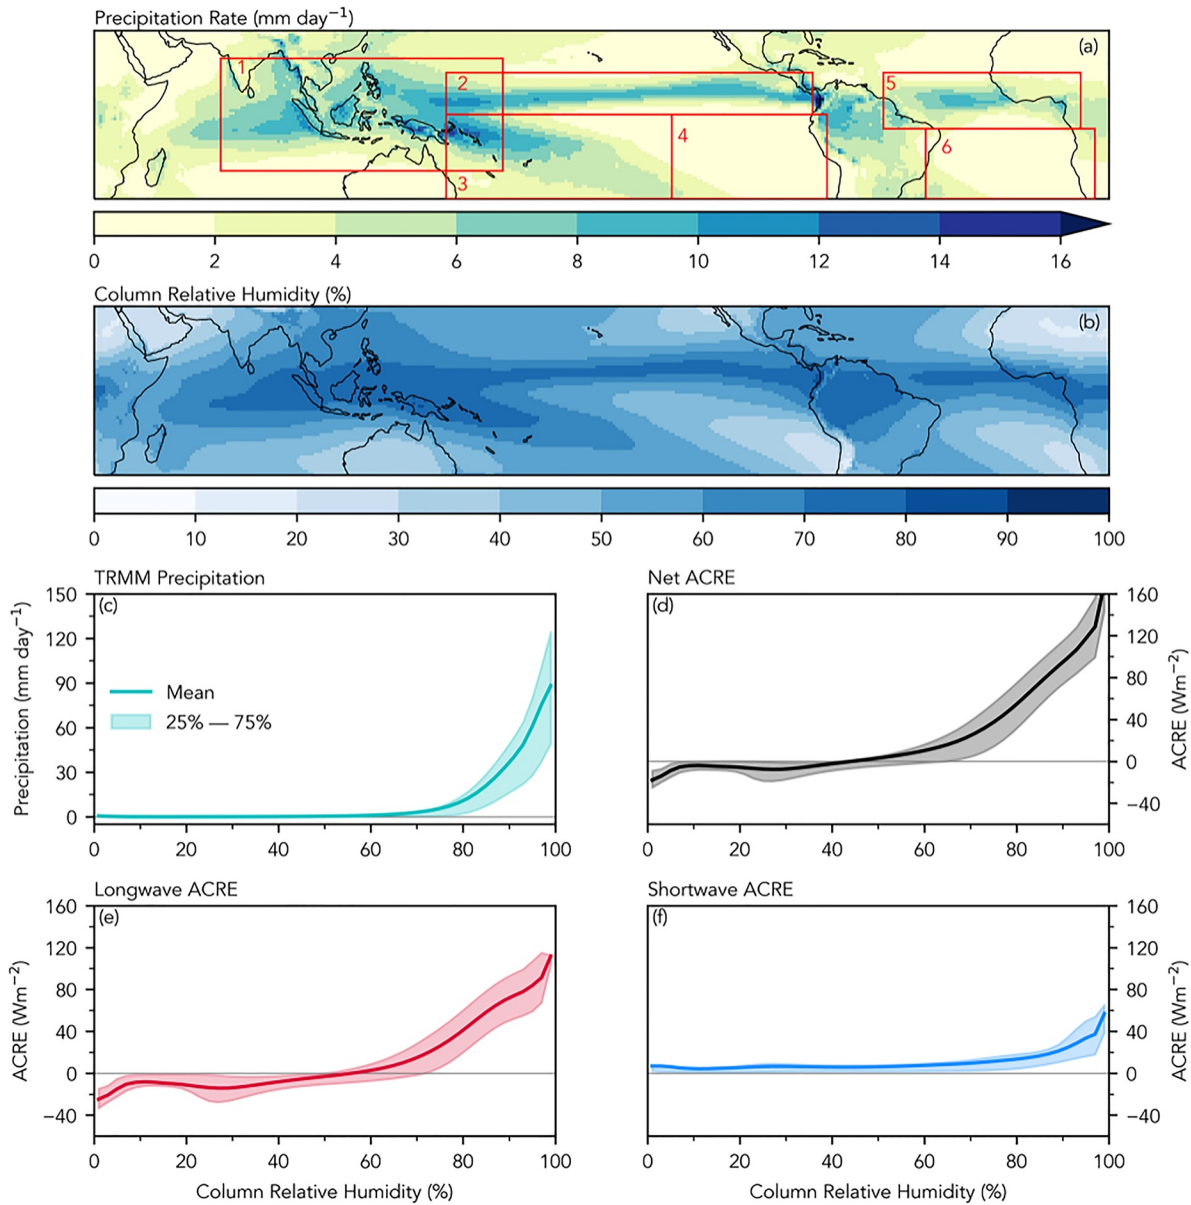 Precipitation Rate (mm day⁻¹)
(a)
1
2
3
4
5
6
0 2 4 6 8 10 12 14 16
Column Relative Humidity (%)
(b)
0 10 20 30 40 50 60 70 80 90 100
TRMM Precipitation
(c)
Precipitation (mm day⁻¹)
150
120
90
60
30
0
Mean
25% — 75%
0 20 40 60 80 100
Net ACRE
(d)
160
120
80
40
0
−40
ACRE (Wm⁻²)
0 20 40 60 80 100
Longwave ACRE
(e)
ACRE (Wm⁻²)
160
120
80
40
0
−40
0 20 40 60 80 100
Column Relative Humidity (%)
Shortwave ACRE
(f)
160
120
80
40
0
−40
ACRE (Wm⁻²)
0 20 40 60 80 100
Column Relative Humidity (%)